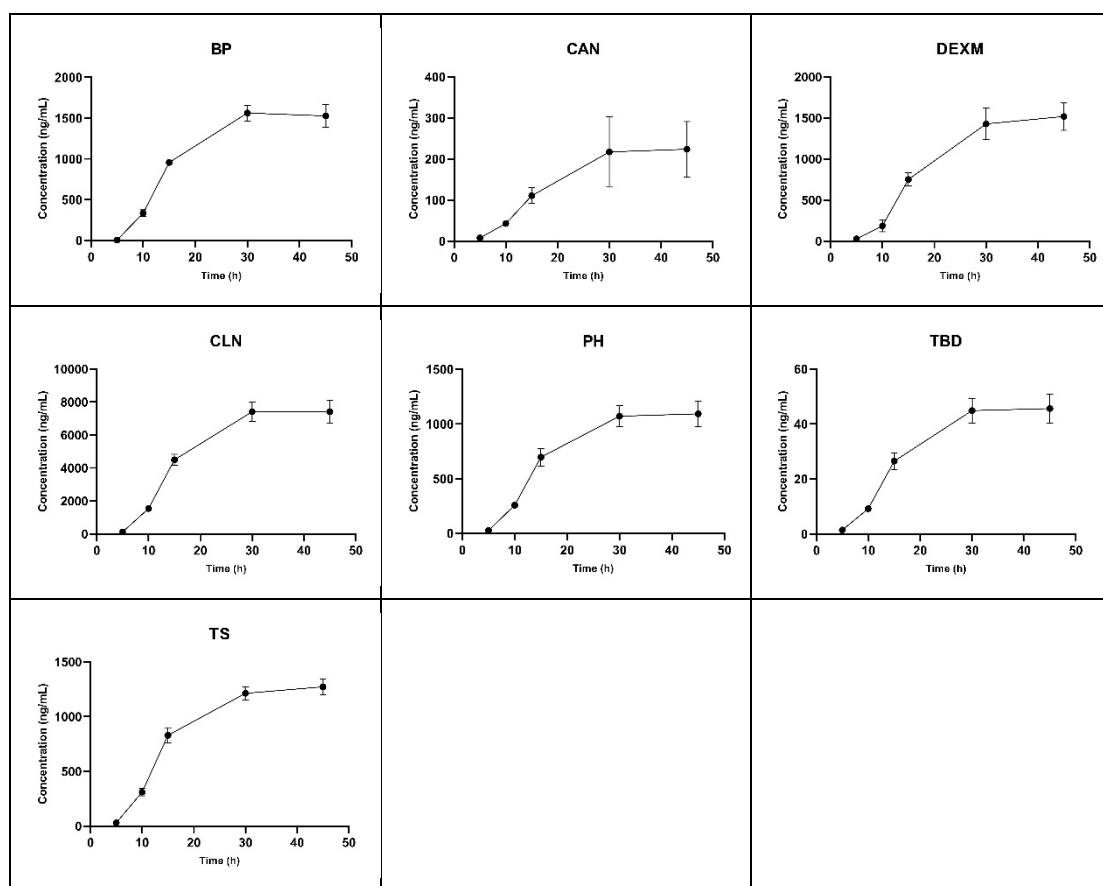 BP
Concentration (ng/mL)
2000
1500
1000
500
0
0 10 20 30 40 50
Time (h)
CAN
Concentration (ng/mL)
400
300
200
100
0
0 10 20 30 40 50
Time (h)
DEXM
Concentration (ng/mL)
2000
1500
1000
500
0
0 10 20 30 40 50
Time (h)
CLN
Concentration (ng/mL)
10000
8000
6000
4000
2000
0
0 10 20 30 40 50
Time (h)
PH
Concentration (ng/mL)
1500
1000
500
0
0 10 20 30 40 50
Time (h)
TBD
Concentration (ng/mL)
60
40
20
0
0 10 20 30 40 50
Time (h)
TS
Concentration (ng/mL)
1500
1000
500
0
0 10 20 30 40 50
Time (h)